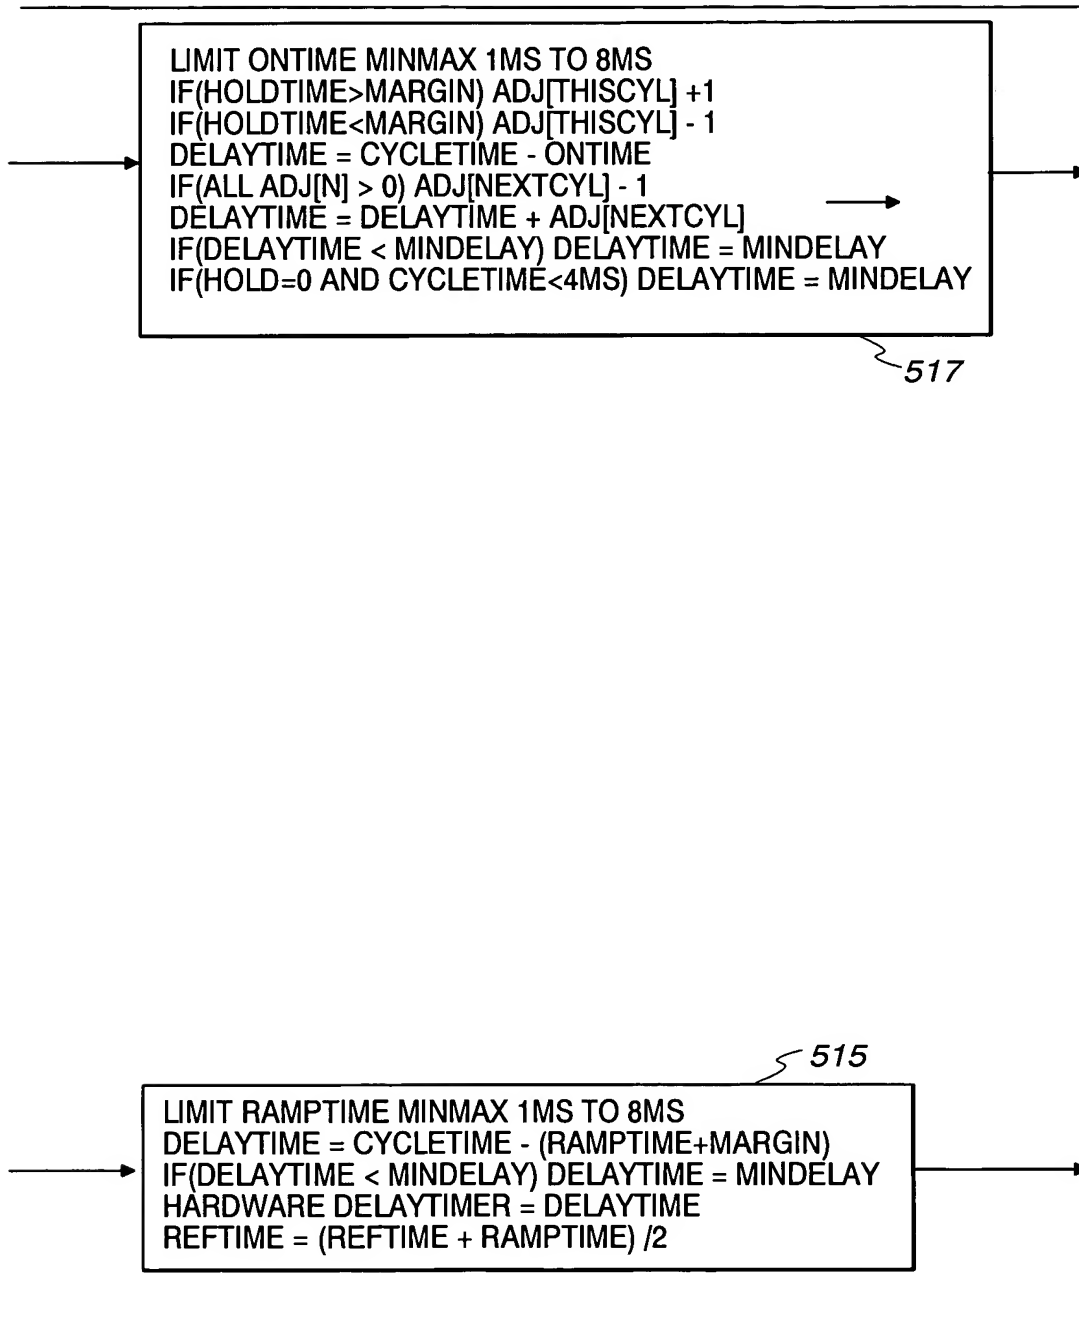 LIMIT ONTIME MINMAX 1MS TO 8MS
IF(HOLDTIME>MARGIN) ADJ[THISCYL] +1
IF(HOLDTIME<MARGIN) ADJ[THISCYL] - 1
DELAYTIME = CYCLETIME - ONTIME
IF(ALL ADJ[N] > 0) ADJ[NEXTCYL] - 1
DELAYTIME = DELAYTIME + ADJ[NEXTCYL]
IF(DELAYTIME < MINDELAY) DELAYTIME = MINDELAY
IF(HOLD=0 AND CYCLETIME<4MS) DELAYTIME = MINDELAY
517
515
LIMIT RAMPTIME MINMAX 1MS TO 8MS
DELAYTIME = CYCLETIME - (RAMPTIME+MARGIN)
IF(DELAYTIME < MINDELAY) DELAYTIME = MINDELAY
HARDWARE DELAYTIMER = DELAYTIME
REFTIME = (REFTIME + RAMPTIME) /2